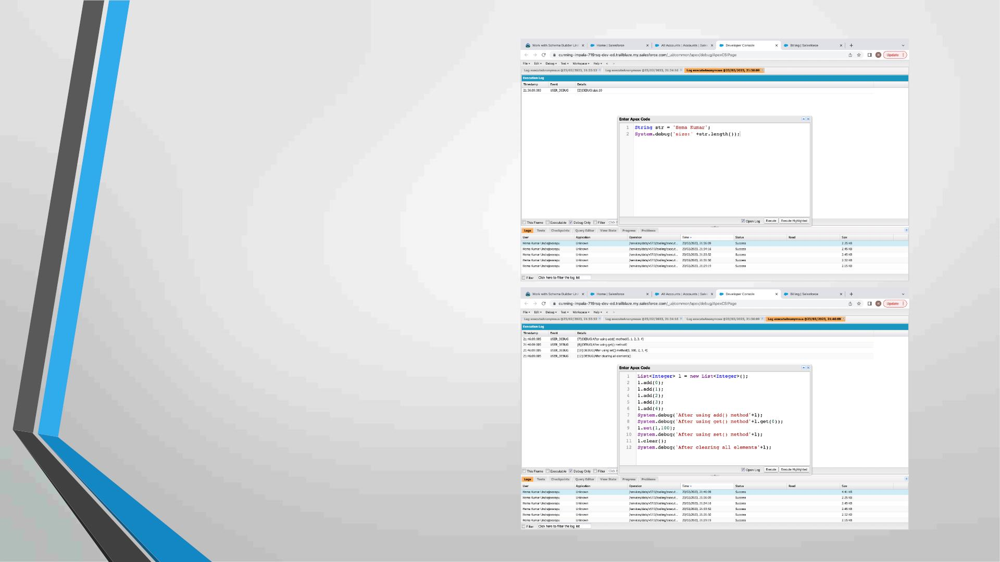 Work with Schema Builder Uni
Home | Salesforce
All Accounts | Accounts | Sales
Developer Console
Billing | Salesforce
cunning-impala-719rsq-dev-ed.trailblaze.my.salesforce.com/_ui/common/apex/debug/ApexCSIPage
Update
File Edit Debug Test Workspace Help < >
Log executeAnonymous @23/02/2023, 21:33:52
Log executeAnonymous @23/02/2023, 21:34:16
Log executeAnonymous @23/02/2023, 21:36:09
Execution Log
Timestamp Event Details
21:36:09:003 USER_DEBUG [2]|DEBUG|size:10
Enter Apex Code
1 String str = 'Hema Kumar';
2 System.debug('size:' +str.length());
This Frame Executable Debug Only Filter Click
Open Log Execute Execute Highlighted
Logs Tests Checkpoints Query Editor View State Progress Problems
User Application Operation Time Status Read Size
Hema Kumar Undrajavarapu Unknown /services/data/v57.0/tooling/execut... 23/02/2023, 21:36:09 Success 2.25 KB
Hema Kumar Undrajavarapu Unknown /services/data/v57.0/tooling/execut... 23/02/2023, 21:34:16 Success 2.45 KB
Hema Kumar Undrajavarapu Unknown /services/data/v57.0/tooling/execut... 23/02/2023, 21:33:52 Success 2.45 KB
Hema Kumar Undrajavarapu Unknown /services/data/v57.0/tooling/execut... 23/02/2023, 21:31:50 Success 2.52 KB
Hema Kumar Undrajavarapu Unknown /services/data/v57.0/tooling/execut... 23/02/2023, 21:29:19 Success 2.15 KB
Filter Click here to filter the log list
Work with Schema Builder Uni
Home | Salesforce
All Accounts | Accounts | Sales
Developer Console
Billing | Salesforce
cunning-impala-719rsq-dev-ed.trailblaze.my.salesforce.com/_ui/common/apex/debug/ApexCSIPage
Update
File Edit Debug Test Workspace Help < >
Log executeAnonymous @23/02/2023, 21:33:52
Log executeAnonymous @23/02/2023, 21:34:16
Log executeAnonymous @23/02/2023, 21:36:09
Log executeAnonymous @23/02/2023, 21:46:09
Execution Log
Timestamp Event Details
21:46:09:005 USER_DEBUG [7]|DEBUG|After using add() method(0, 1, 2, 3, 4)
21:46:09:005 USER_DEBUG [8]|DEBUG|After using get() method0
21:46:09:005 USER_DEBUG [10]|DEBUG|After using set() method(0, 100, 2, 3, 4)
21:46:09:005 USER_DEBUG [12]|DEBUG|After clearing all elements()
Enter Apex Code
1 List<Integer> l = new List<Integer>();
2 l.add(0);
3 l.add(1);
4 l.add(2);
5 l.add(3);
6 l.add(4);
7 System.debug('After using add() method'+l);
8 System.debug('After using get() method'+l.get(0));
9 l.set(1,100);
10 System.debug('After using set() method'+l);
11 l.clear();
12 System.debug('After clearing all elements'+l);
This Frame Executable Debug Only Filter Click
Open Log Execute Execute Highlighted
Logs Tests Checkpoints Query Editor View State Progress Problems
User Application Operation Time Status Read Size
Hema Kumar Undrajavarapu Unknown /services/data/v57.0/tooling/execut... 23/02/2023, 21:46:09 Success 4.41 KB
Hema Kumar Undrajavarapu Unknown /services/data/v57.0/tooling/execut... 23/02/2023, 21:36:09 Success 2.25 KB
Hema Kumar Undrajavarapu Unknown /services/data/v57.0/tooling/execut... 23/02/2023, 21:34:16 Success 2.45 KB
Hema Kumar Undrajavarapu Unknown /services/data/v57.0/tooling/execut... 23/02/2023, 21:33:52 Success 2.45 KB
Hema Kumar Undrajavarapu Unknown /services/data/v57.0/tooling/execut... 23/02/2023, 21:31:50 Success 2.52 KB
Hema Kumar Undrajavarapu Unknown /services/data/v57.0/tooling/execut... 23/02/2023, 21:29:19 Success 2.15 KB
Filter Click here to filter the log list